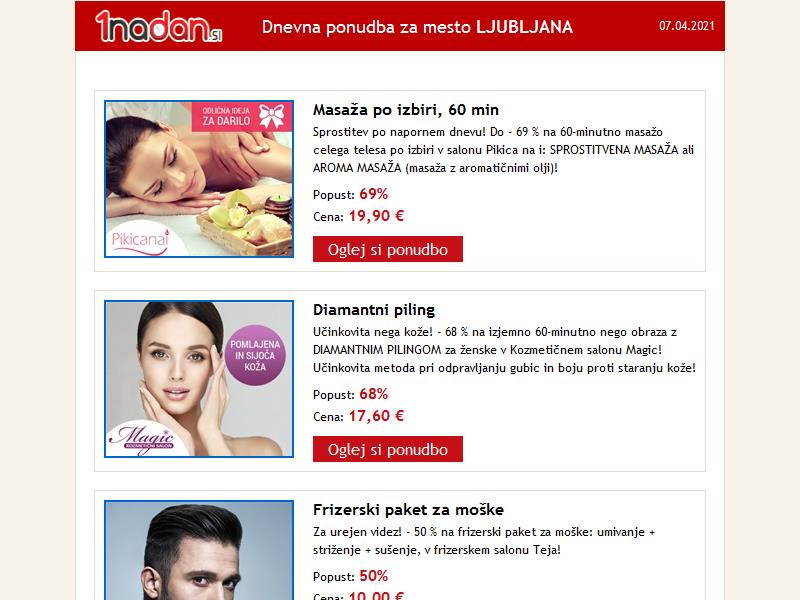 1nadan.si
Dnevna ponudba za mesto LJUBLJANA
07.04.2021
ODLIČNA IDEJA
ZA DARILO
Pikicanai
Masaža po izbiri, 60 min
Sprostitev po napornem dnevu! Do - 69 % na 60-minutno masažo
celega telesa po izbiri v salonu Pikica na i: SPROSTITVENA MASAŽA ali
AROMA MASAŽA (masaža z aromatičnimi olji)!
Popust: 69%
Cena: 19,90 €
Oglej si ponudbo
POMLAJENA
IN SIJOČA
KOŽA
Magic
KOZMETIČNI SALON
Diamantni piling
Učinkovita nega kože! - 68 % na izjemno 60-minutno nego obraza z
DIAMANTNIM PILINGOM za ženske v Kozmetičnem salonu Magic!
Učinkovita metoda pri odpravljanju gubic in boju proti staranju kože!
Popust: 68%
Cena: 17,60 €
Oglej si ponudbo
Frizerski paket za moške
Za urejen videz! - 50 % na frizerski paket za moške: umivanje +
striženje + sušenje, v frizerskem salonu Teja!
Popust: 50%
Cena: 10,00 €